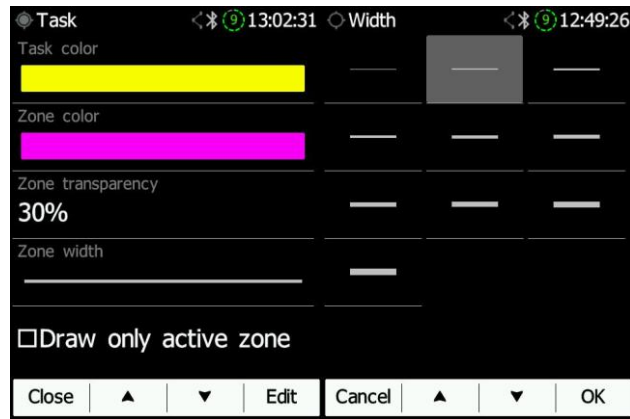 Task 9 13:02:31
Task color
Zone color
Zone transparency
30%
Zone width
Draw only active zone
Close Edit
Width 9 12:49:26
Cancel OK